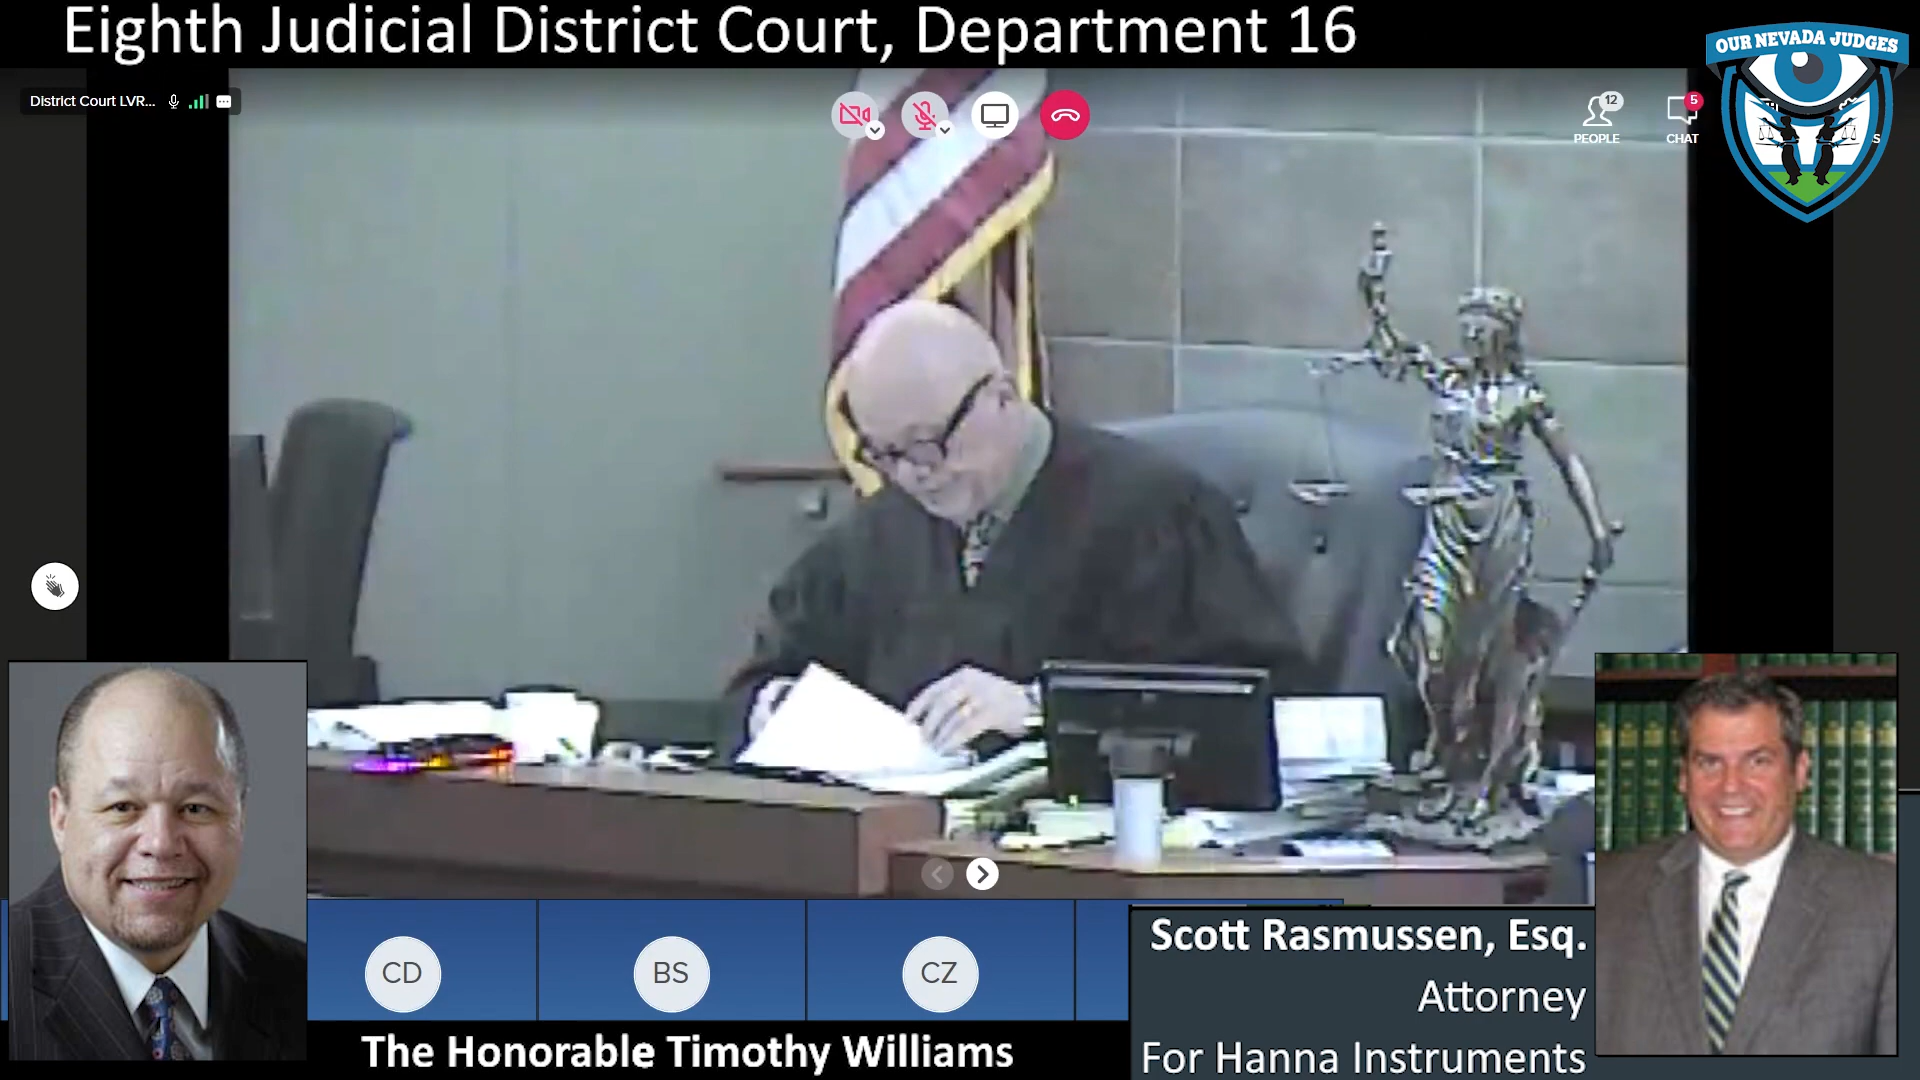 Eighth Judicial District Court, Department 16
OUR NEVADA JUDGES
District Court LVR...
12
PEOPLE
5
CHAT
S
CD
BS
CZ
Scott Rasmussen, Esq.
Attorney
For Hanna Instruments
The Honorable Timothy Williams